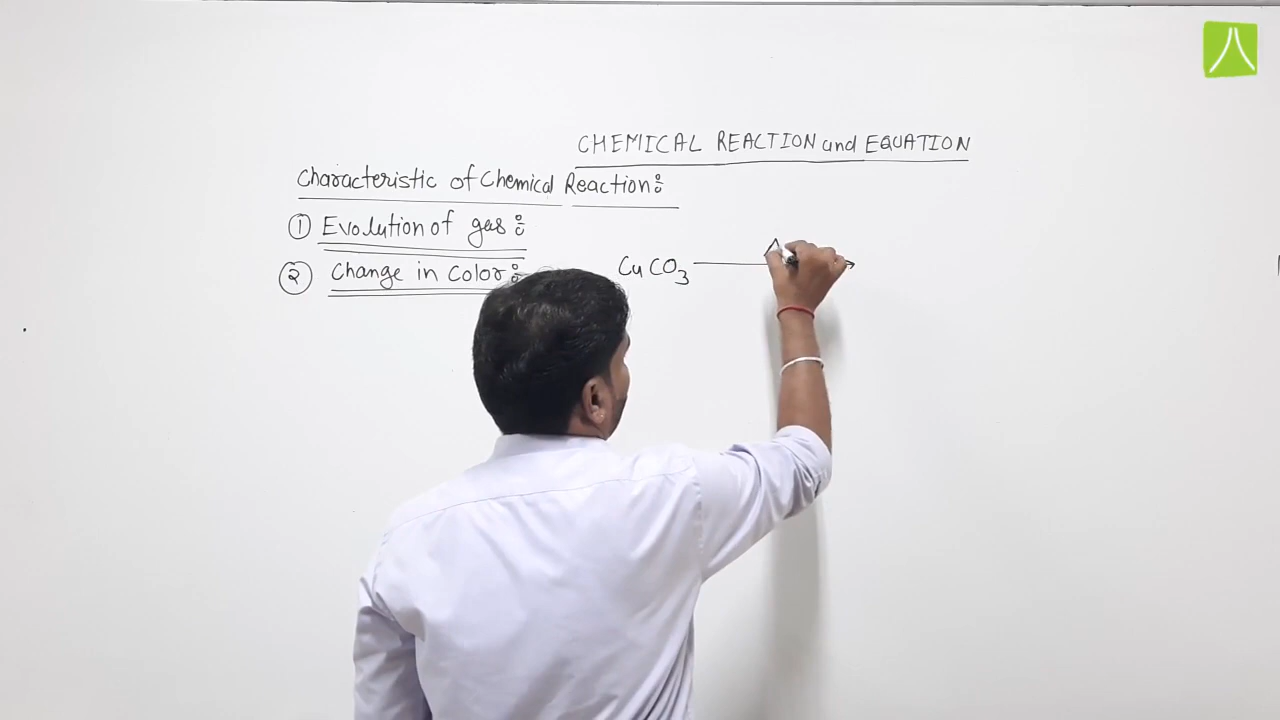 CHEMICAL REACTION and EQUATION
Characteristic of Chemical Reaction:
① Evolution of gas:
② Change in Color: CuCO₃ ⟶